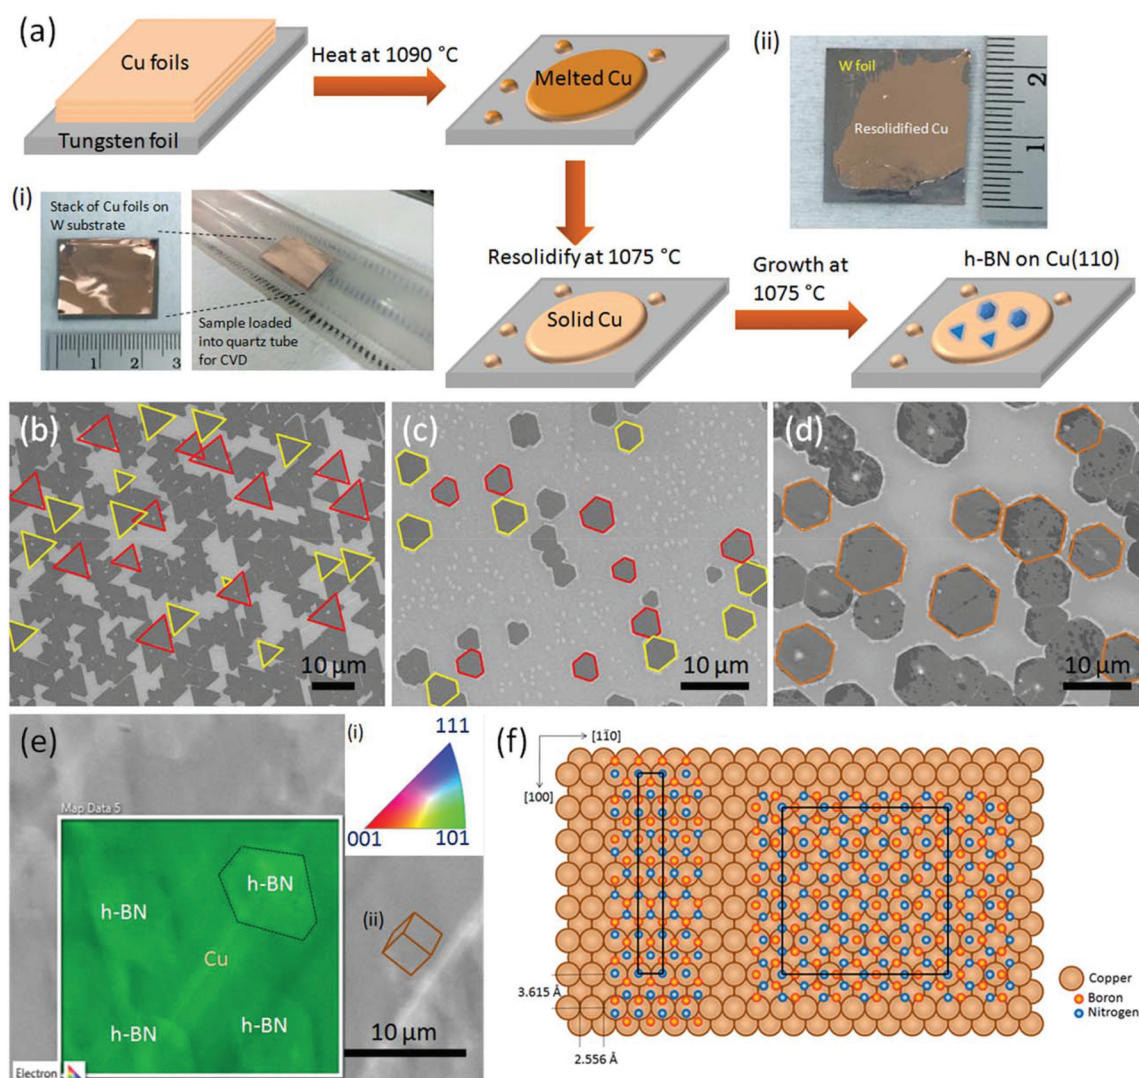 (a)
Cu foils
Tungsten foil
Heat at 1090 °C
Melted Cu
(ii)
W foil
Resolidified Cu
1
2
(i)
Stack of Cu foils on
W substrate
1
2
3
Sample loaded
into quartz tube
for CVD
Resolidify at 1075 °C
Solid Cu
Growth at
1075 °C
h-BN on Cu(110)
(b)
10 μm
(c)
10 μm
(d)
10 μm
(e)
Map Data 5
h-BN
h-BN
Cu
h-BN
h-BN
Electron
(i)
111
001
101
(ii)
10 μm
(f)
[11̄0]
[100]
3.615 Å
2.556 Å
Copper
Boron
Nitrogen